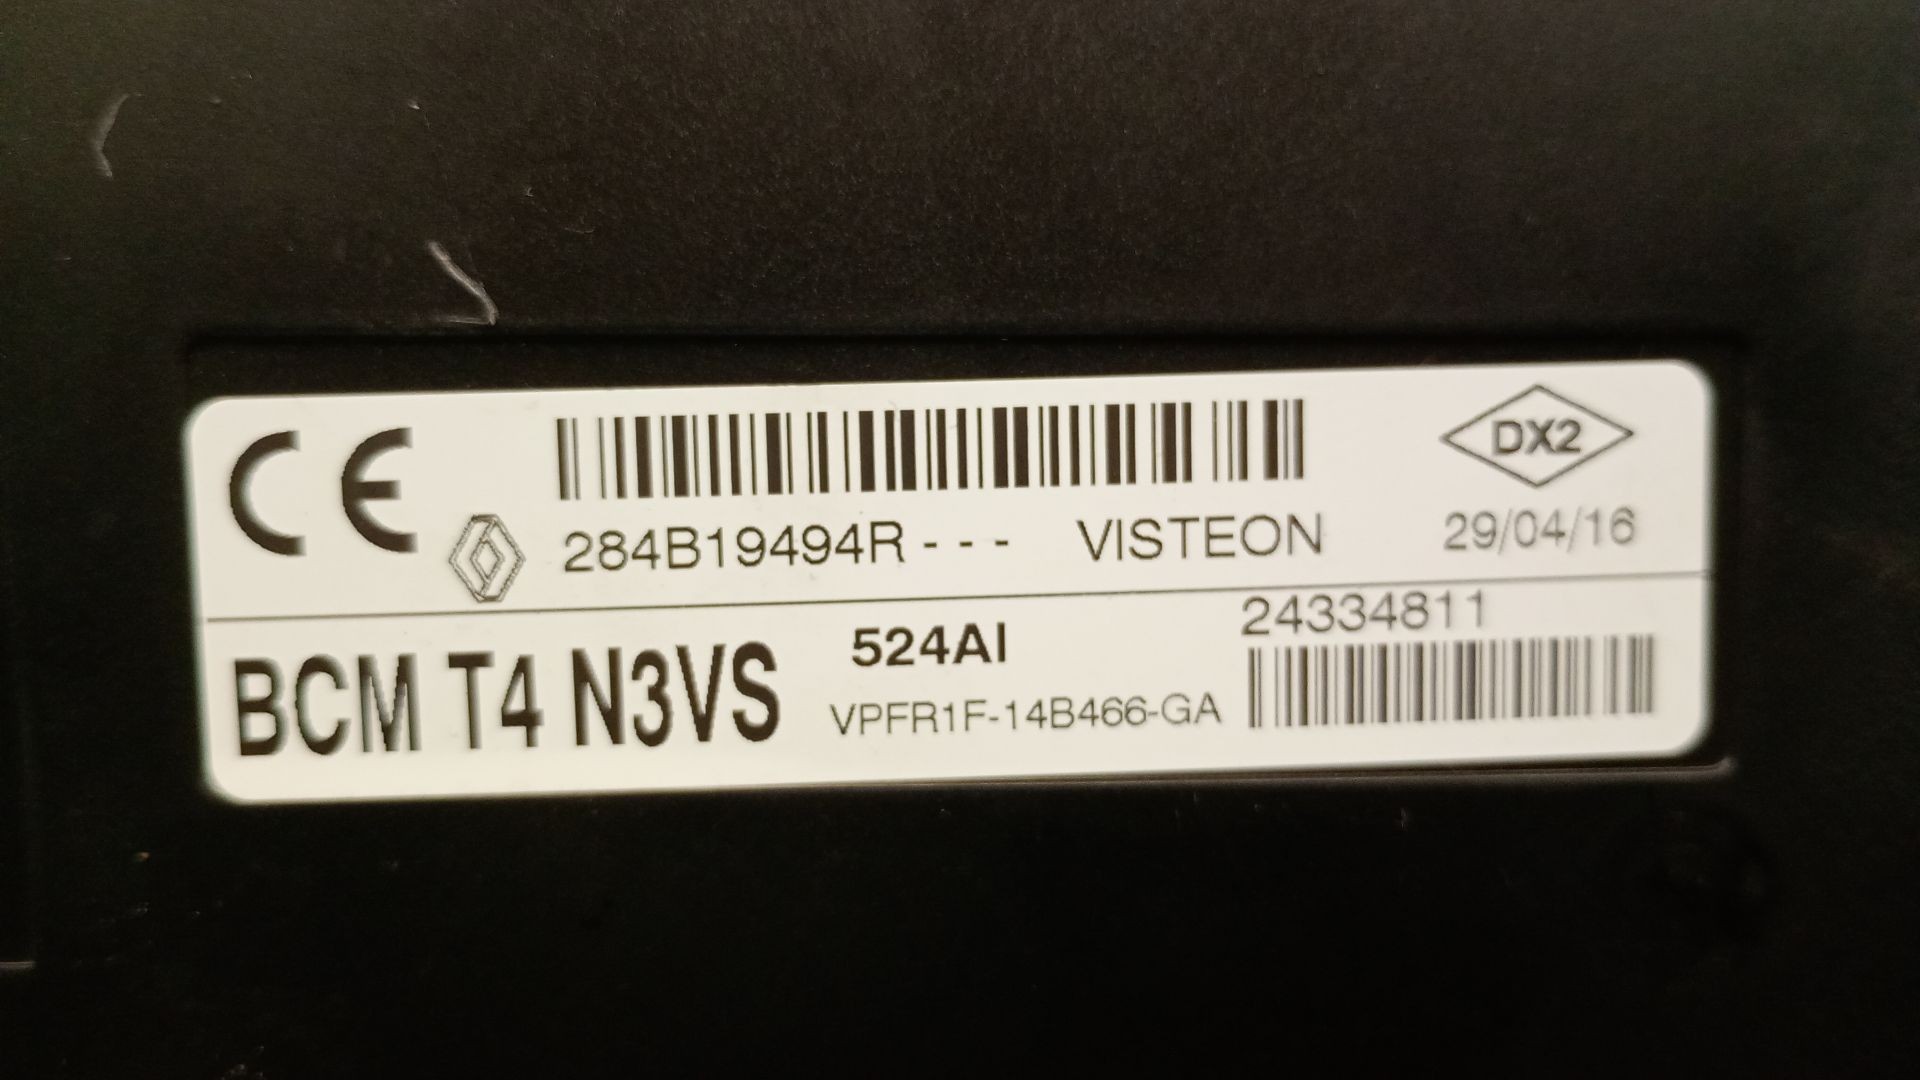 CE 284B19494R--- VISTEON DX2
29/04/16
BCM T4 N3VS 524AI 24334811
VPFR1F-14B466-GA